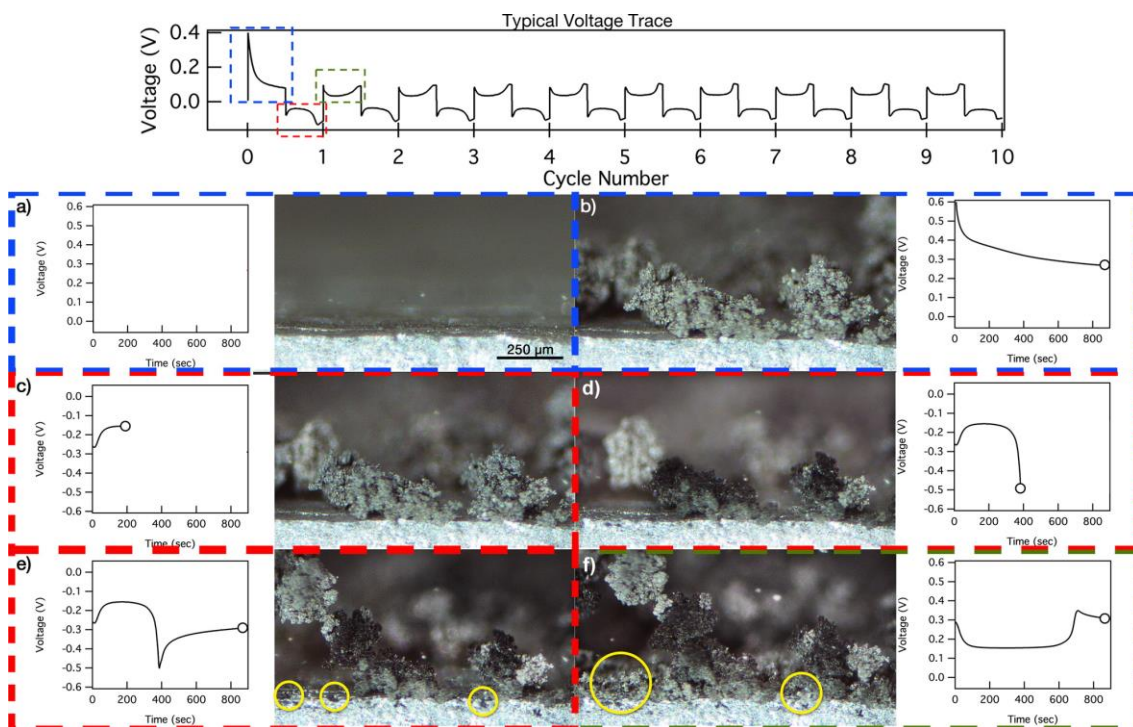 Typical Voltage Trace
Voltage (V)
0.4
0.2
0.0
0 1 2 3 4 5 6 7 8 9 10
Cycle Number
a)
Voltage (V)
0.6
0.5
0.4
0.3
0.2
0.1
0.0
0 200 400 600 800
Time (sec)
250 µm
b)
Voltage (V)
0.6
0.5
0.4
0.3
0.2
0.1
0.0
0 200 400 600 800
Time (sec)
c)
Voltage (V)
0.0
-0.1
-0.2
-0.3
-0.4
-0.5
-0.6
0 200 400 600 800
Time (sec)
d)
Voltage (V)
0.0
-0.1
-0.2
-0.3
-0.4
-0.5
-0.6
0 200 400 600 800
Time (sec)
e)
Voltage (V)
0.0
-0.1
-0.2
-0.3
-0.4
-0.5
-0.6
0 200 400 600 800
Time (sec)
f)
Voltage (V)
0.6
0.5
0.4
0.3
0.2
0.1
0.0
0 200 400 600 800
Time (sec)